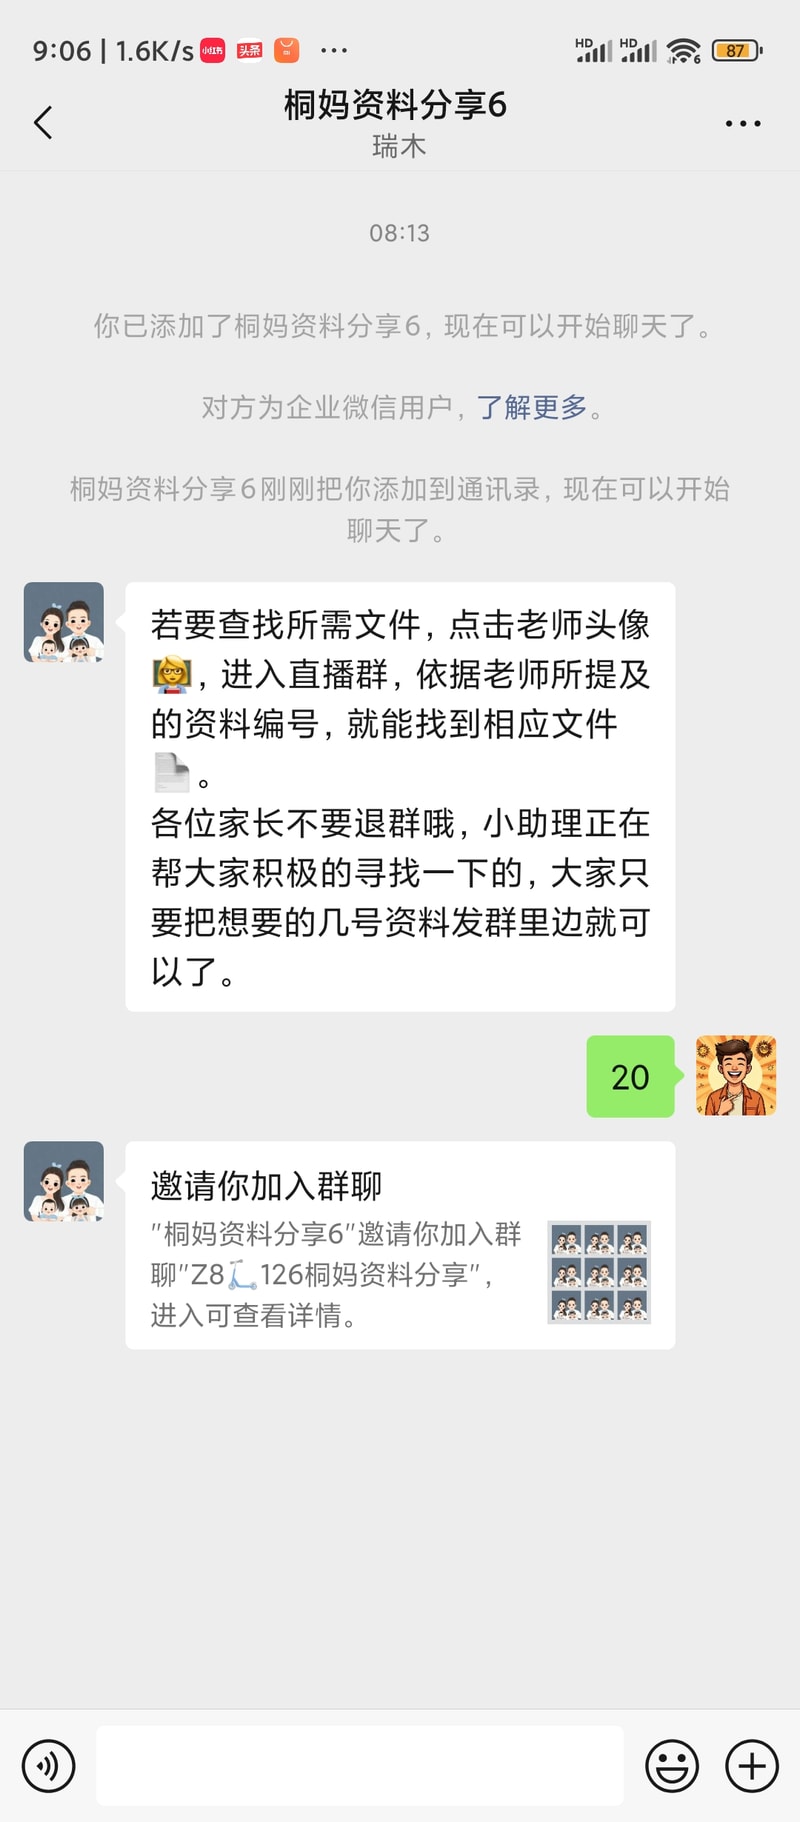 9:06 | 1.6K/s 小红书 头条 ...
HD HD 6 87
桐妈资料分享6
瑞木
08:13
你已添加了桐妈资料分享6，现在可以开始聊天了。
对方为企业微信用户，了解更多。
桐妈资料分享6刚刚把你添加到通讯录，现在可以开始
聊天了。
若要查找所需文件，点击老师头像
👩‍🏫，进入直播群，依据老师所提及
的资料编号，就能找到相应文件
📄。
各位家长不要退群哦，小助理正在
帮大家积极的寻找一下的，大家只
要把想要的几号资料发群里边就可
以了。
20
邀请你加入群聊
"桐妈资料分享6"邀请你加入群
聊"Z8🛴126桐妈资料分享"，
进入可查看详情。